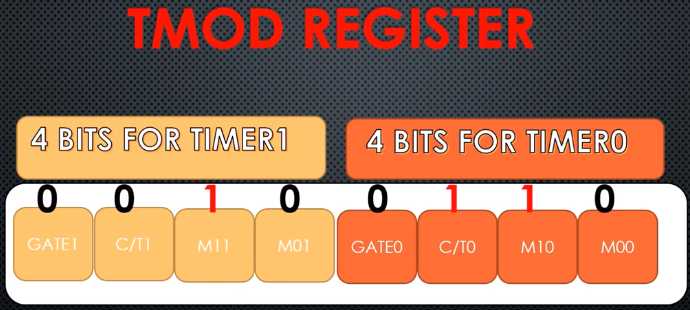 TMOD REGISTER
4 BITS FOR TIMER1 4 BITS FOR TIMER0
0 0 1 0 0 1 1 0
GATE1 C/T1 M11 M01 GATE0 C/T0 M10 M00